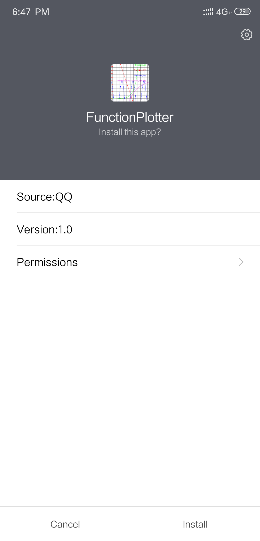 6:47 PM
4G
FunctionPlotter
Install this app?
Source:QQ
Version:1.0
Permissions
Cancel
Install